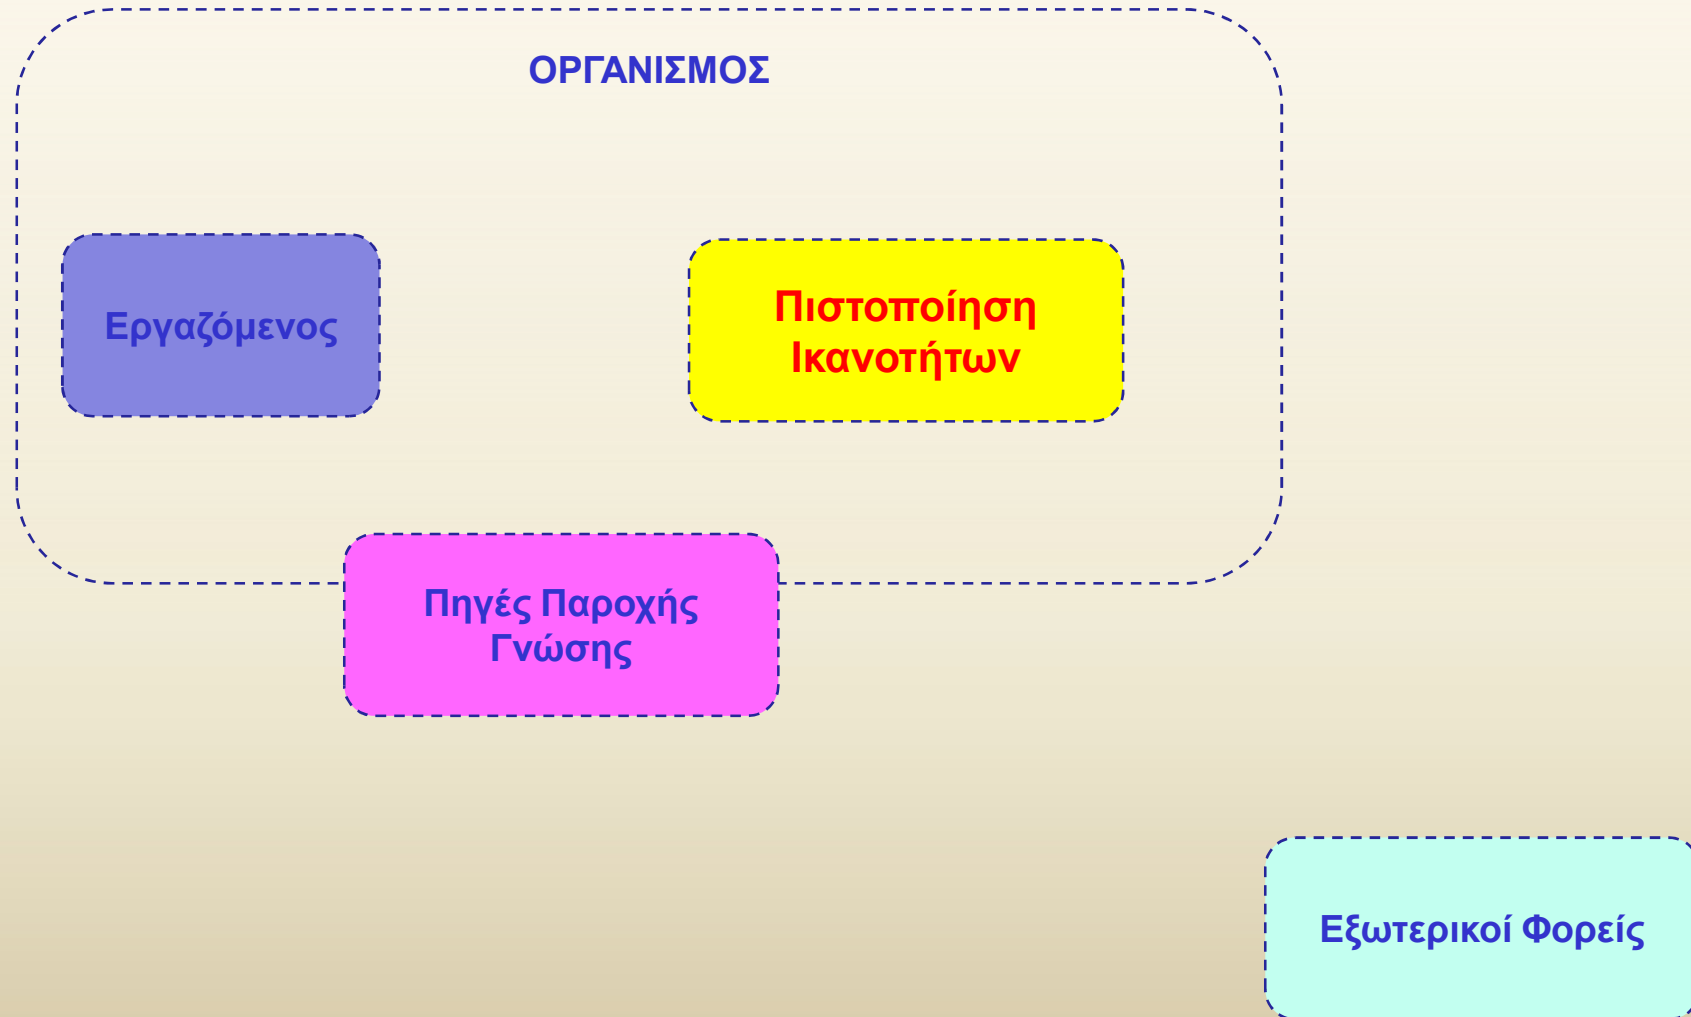 ΟΡΓΑΝΙΣΜΟΣ
Εργαζόμενος
Πιστοποίηση
Ικανοτήτων
Πηγές Παροχής
Γνώσης
Εξωτερικοί Φορείς